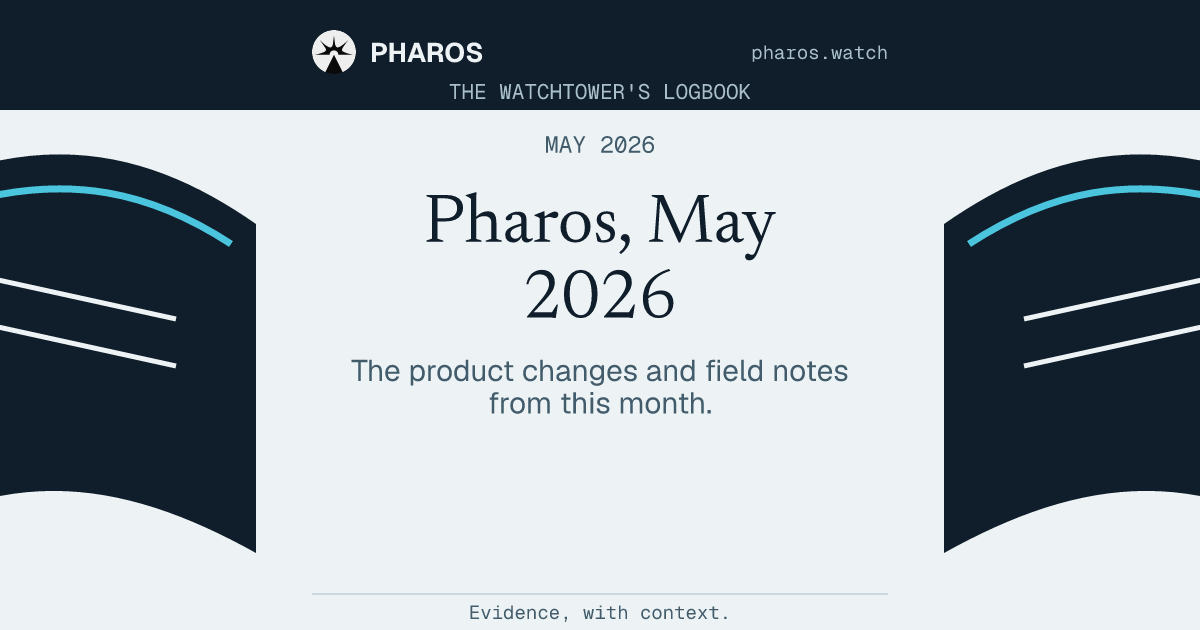 PHAROS
pharos.watch
THE WATCHTOWER'S LOGBOOK
MAY 2026
Pharos, May
2026
The product changes and field notes
from this month.
Evidence, with context.